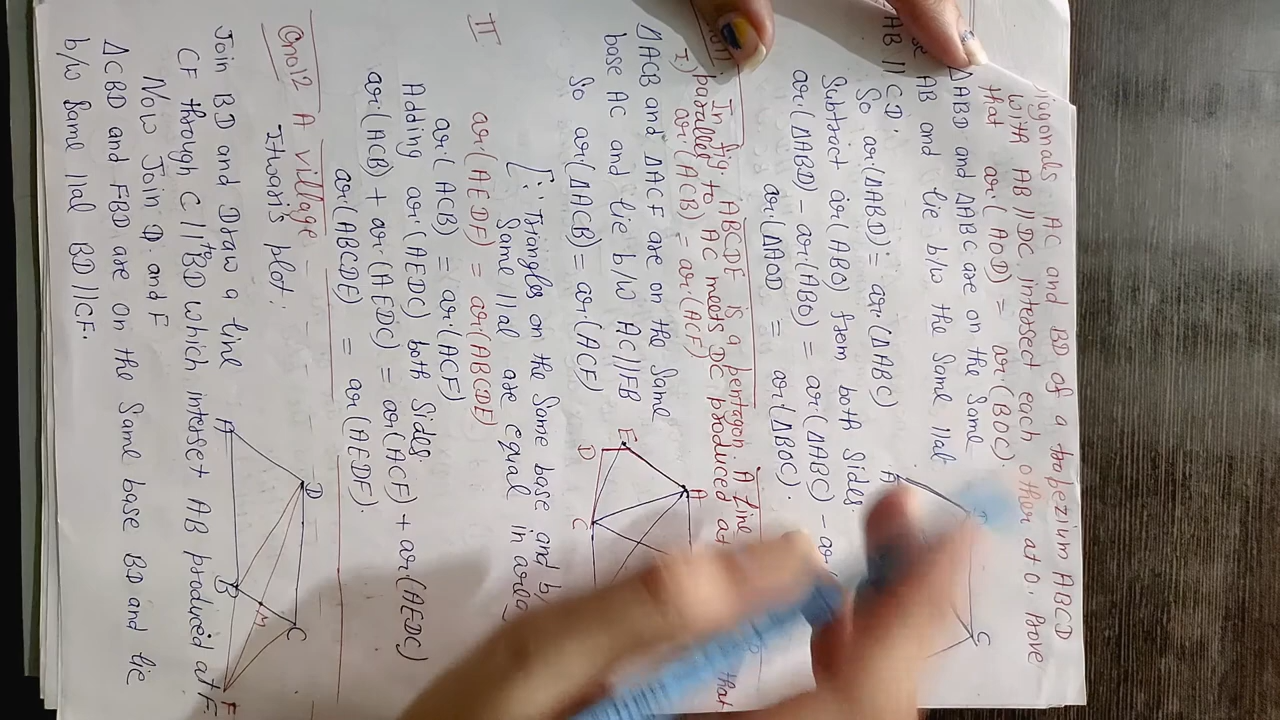 Diagonals AC and BD of a trapezium ABCD
with AB || DC, intersect each other at O. Prove
that ar(AOD) = ar(BOC).
ΔABD and ΔABC are on the Same
AB and lie b/w the Same ||al
AB || CD.
So ar(ΔABD) = ar(ΔABC)
Subtract ar(ABO) from both Sides
ar(ΔABD) - ar(ABO) = ar(ΔABC) - ar
ar(ΔAOD = ar(ΔBOC).
In fig ABCDE is a pentagon. A line
parallel to AC meets DC produced at
that
I) ar(ACB) = ar(ACF)
ΔACB and ΔACF are on the Same
base AC and lie b/w AC||FB
So ar(ΔACB) = ar(ACF)
[∵ Triangles on the Same base and b/
Same ||al are equal in area
II ar(AEDF) = ar(ABCDE)
ar(ACB) = ar(ACF)
Adding ar(AEDC) both Sides
ar(ACB) + ar(AEDC) = ar(ACF) + ar(AEDC)
ar(ABCDE) = ar(AEDF).
Qno12 A village - - - - - -
Itwari's plot.
Join BD and Draw a line
CF through C || to BD which interset AB produced at F.
Now Join D and F
ΔCBD and FBD are on the Same base BD and lie
b/w Same ||al BD||CF.
A
D
C
A
E
D
C
A
D
B
C
M
F